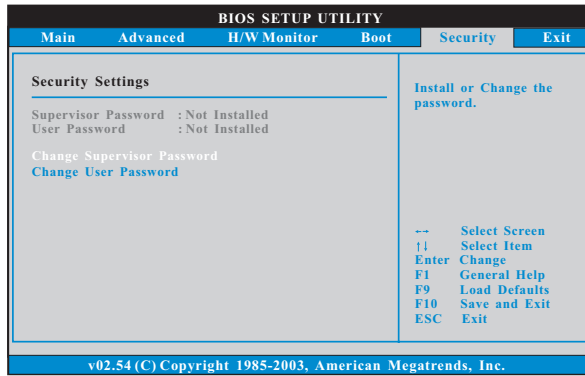 BIOS SETUP UTILITY
Main Advanced H/W Monitor Boot Security Exit
Security Settings
Supervisor Password : Not Installed
User Password : Not Installed
Change Supervisor Password
Change User Password
Install or Change the
password.
←→ Select Screen
↑↓ Select Item
Enter Change
F1 General Help
F9 Load Defaults
F10 Save and Exit
ESC Exit
v02.54 (C) Copyright 1985-2003, American Megatrends, Inc.